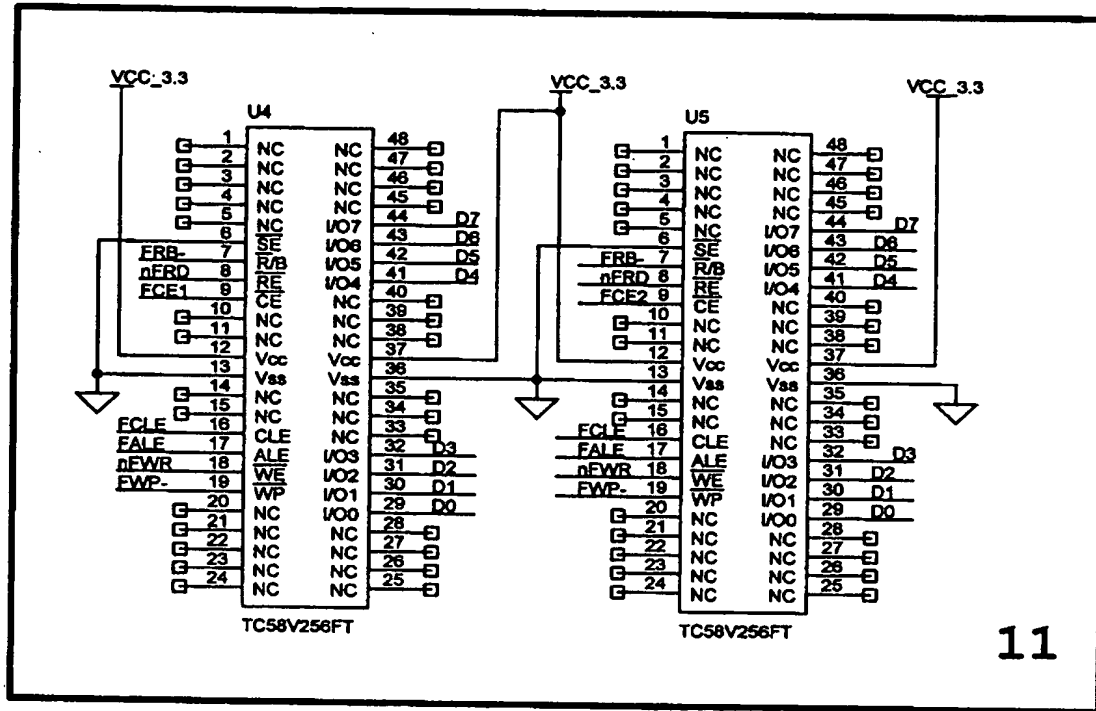 VCC_3.3
VCC_3.3
VCC_3.3
U4
1 NC NC 48
2 NC NC 47
3 NC NC 46
4 NC NC 45
5 NC I/O7 44 D7
6 SE I/O6 43 D6
FRB- 7 R/B I/O5 42 D5
nFRD 8 RE I/O4 41 D4
FCE1 9 CE NC 40
10 NC NC 39
11 NC NC 38
12 Vcc Vcc 37
13 Vss Vss 36
14 NC NC 35
15 NC NC 34
FCLE 16 CLE NC 33
FALE 17 ALE I/O3 32 D3
nFWR 18 WE I/O2 31 D2
FWP- 19 WP I/O1 30 D1
20 NC I/O0 29 D0
21 NC NC 28
22 NC NC 27
23 NC NC 26
24 NC NC 25
TC58V256FT
U5
1 NC NC 48
2 NC NC 47
3 NC NC 46
4 NC NC 45
5 NC I/O7 44 D7
6 SE I/O6 43 D6
FRB- 7 R/B I/O5 42 D5
nFRD 8 RE I/O4 41 D4
FCE2 9 CE NC 40
10 NC NC 39
11 NC NC 38
12 Vcc Vcc 37
13 Vss Vss 36
14 NC NC 35
15 NC NC 34
FCLE 16 CLE NC 33
FALE 17 ALE I/O3 32 D3
nFWR 18 WE I/O2 31 D2
FWP- 19 WP I/O1 30 D1
20 NC I/O0 29 D0
21 NC NC 28
22 NC NC 27
23 NC NC 26
24 NC NC 25
TC58V256FT
11